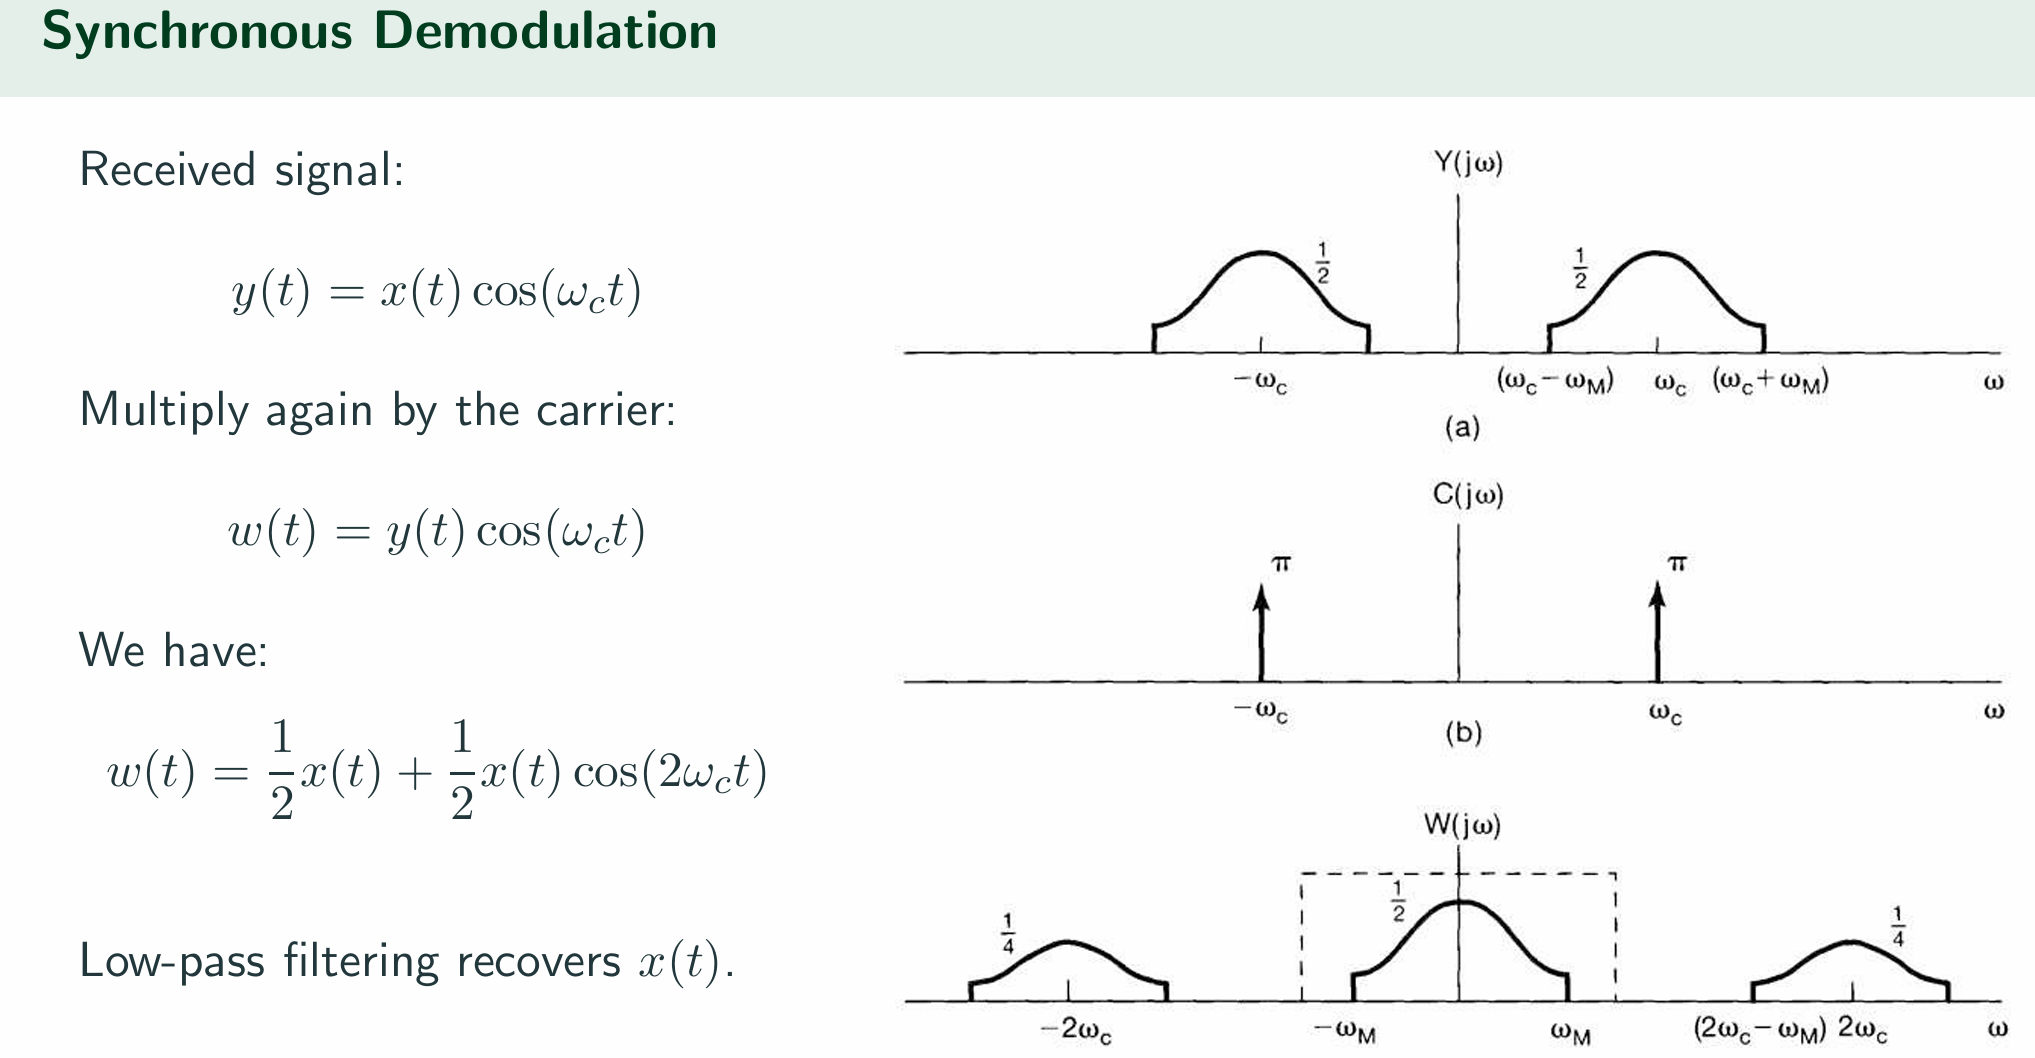 Synchronous Demodulation
Received signal:
y(t) = x(t) cos(ω_c t)
Multiply again by the carrier:
w(t) = y(t) cos(ω_c t)
We have:
w(t) = 1/2 x(t) + 1/2 x(t) cos(2ω_c t)
Low-pass filtering recovers x(t).
Y(jω)
1/2 1/2
−ω_c (ω_c − ω_M) ω_c (ω_c + ω_M) ω
(a)
C(jω)
π π
−ω_c ω_c ω
(b)
W(jω)
1/4 1/2 1/4
−2ω_c −ω_M ω_M (2ω_c − ω_M) 2ω_c ω